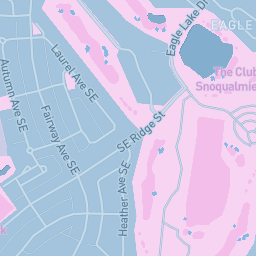 Eagle Lake Dr
EAGLE
Laurel Ave SE
The Club
Snoqualmie
Autumn Ave SE
Fairway Ave SE
SE Ridge St
Heather Ave SE